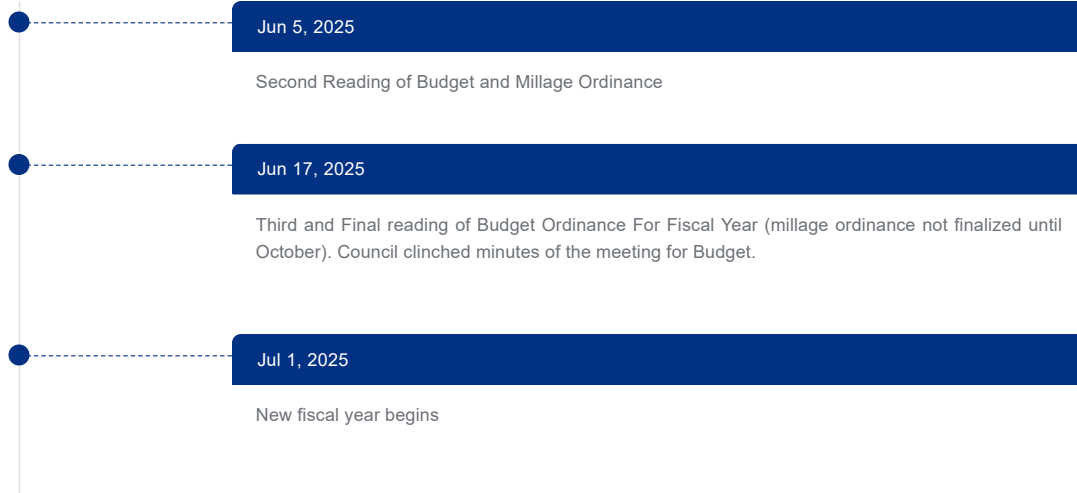 Jun 5, 2025
Second Reading of Budget and Millage Ordinance
Jun 17, 2025
Third and Final reading of Budget Ordinance For Fiscal Year (millage ordinance not finalized until
October). Council clinched minutes of the meeting for Budget.
Jul 1, 2025
New fiscal year begins